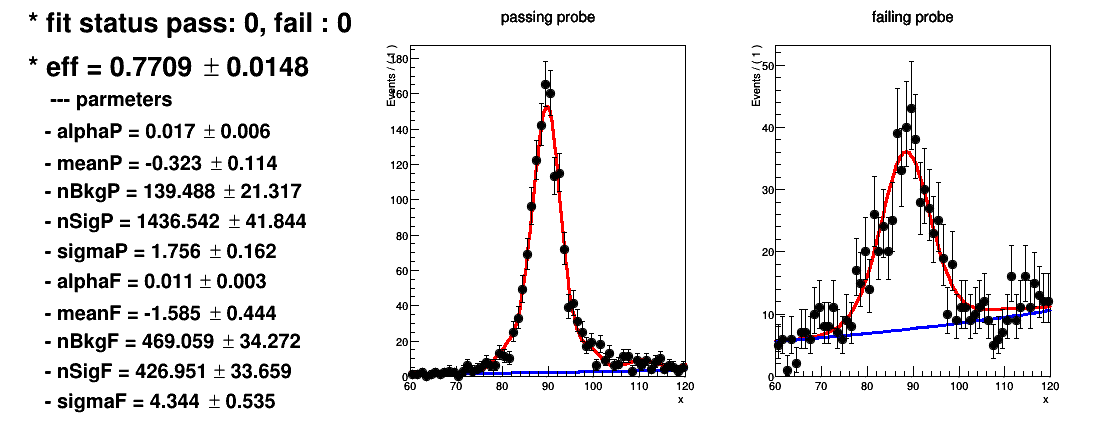 * fit status pass: 0, fail : 0
* eff = 0.7709 ± 0.0148
--- parmeters
- alphaP = 0.017 ± 0.006
- meanP = -0.323 ± 0.114
- nBkgP = 139.488 ± 21.317
- nSigP = 1436.542 ± 41.844
- sigmaP = 1.756 ± 0.162
- alphaF = 0.011 ± 0.003
- meanF = -1.585 ± 0.444
- nBkgF = 469.059 ± 34.272
- nSigF = 426.951 ± 33.659
- sigmaF = 4.344 ± 0.535
passing probe
Events / ( 1 )
180
160
140
120
100
80
60
40
20
0
60 70 80 90 100 110 120
x
failing probe
Events / ( 1 )
50
40
30
20
10
0
60 70 80 90 100 110 120
x